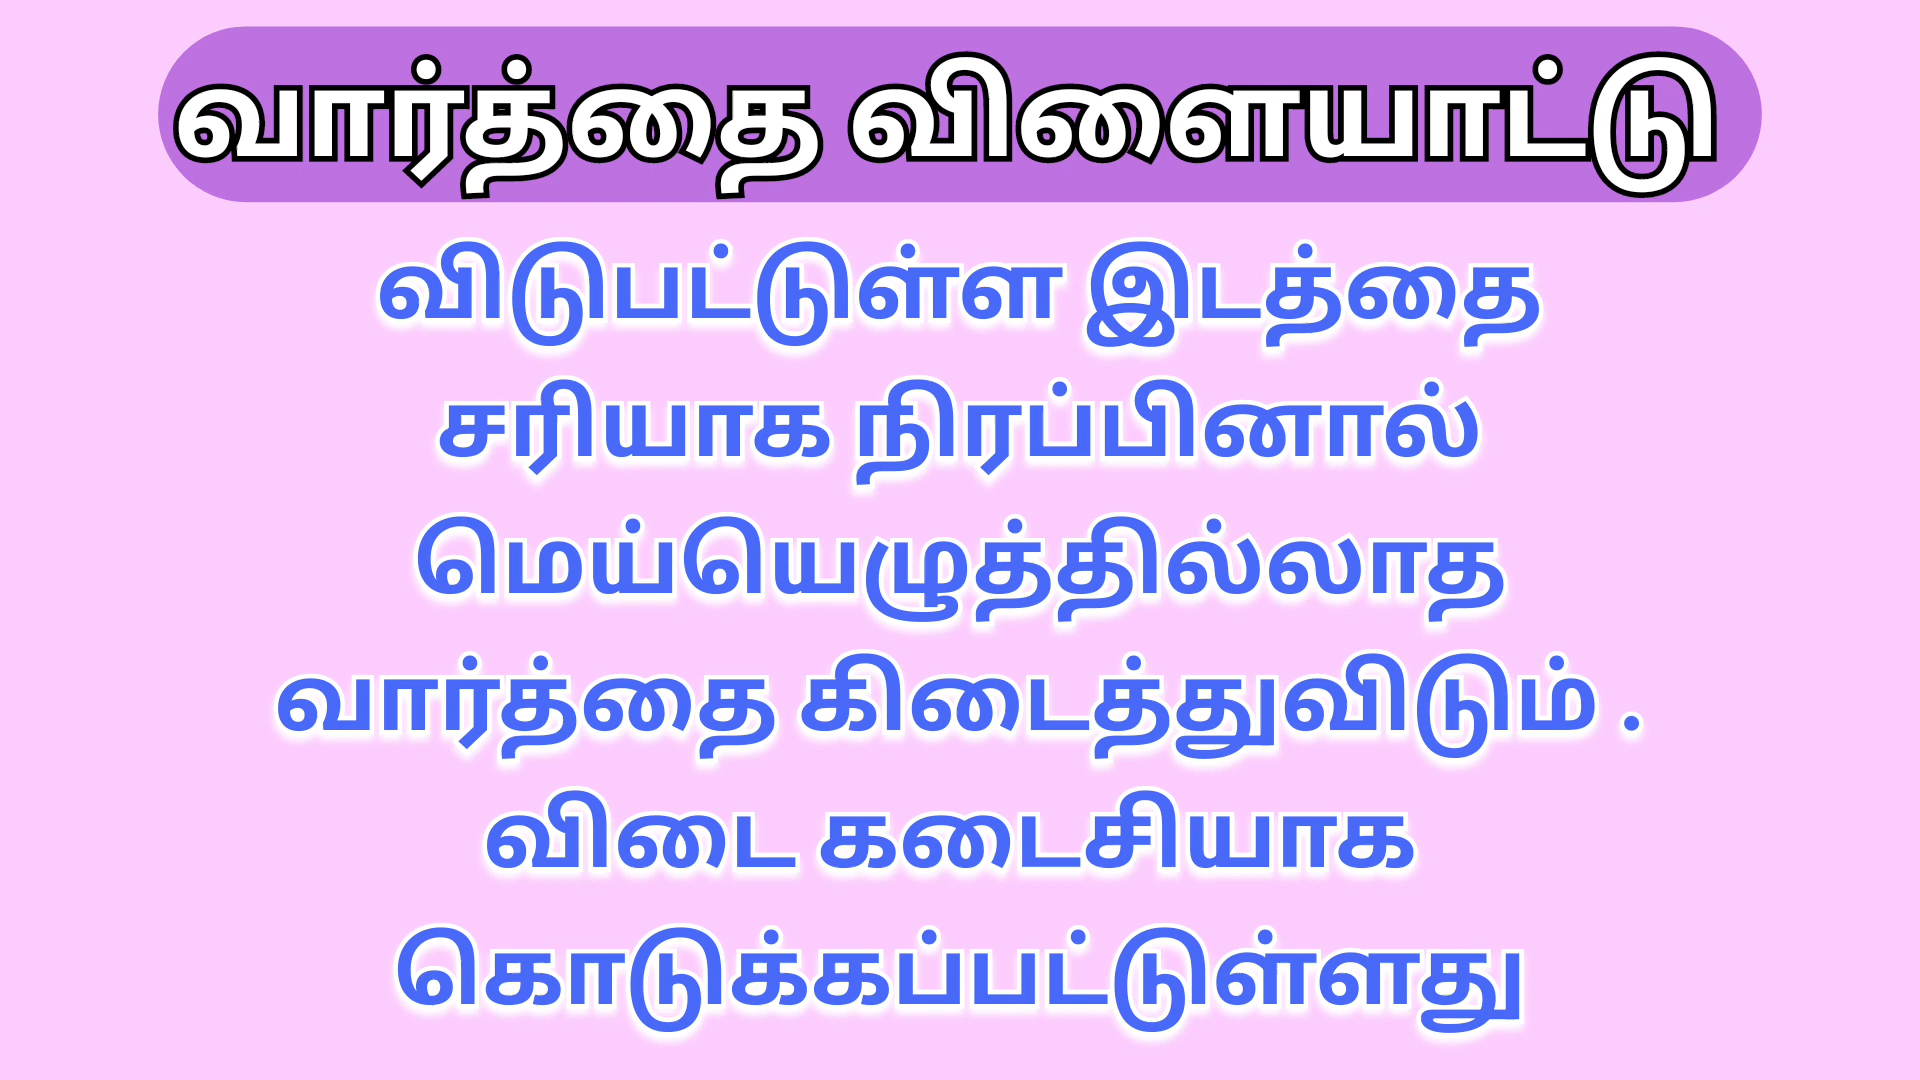 வார்த்தை விளையாட்டு
விடுபட்டுள்ள இடத்தை
சரியாக நிரப்பினால்
மெய்யெழுத்தில்லாத
வார்த்தை கிடைத்துவிடும் .
விடை கடைசியாக
கொடுக்கப்பட்டுள்ளது